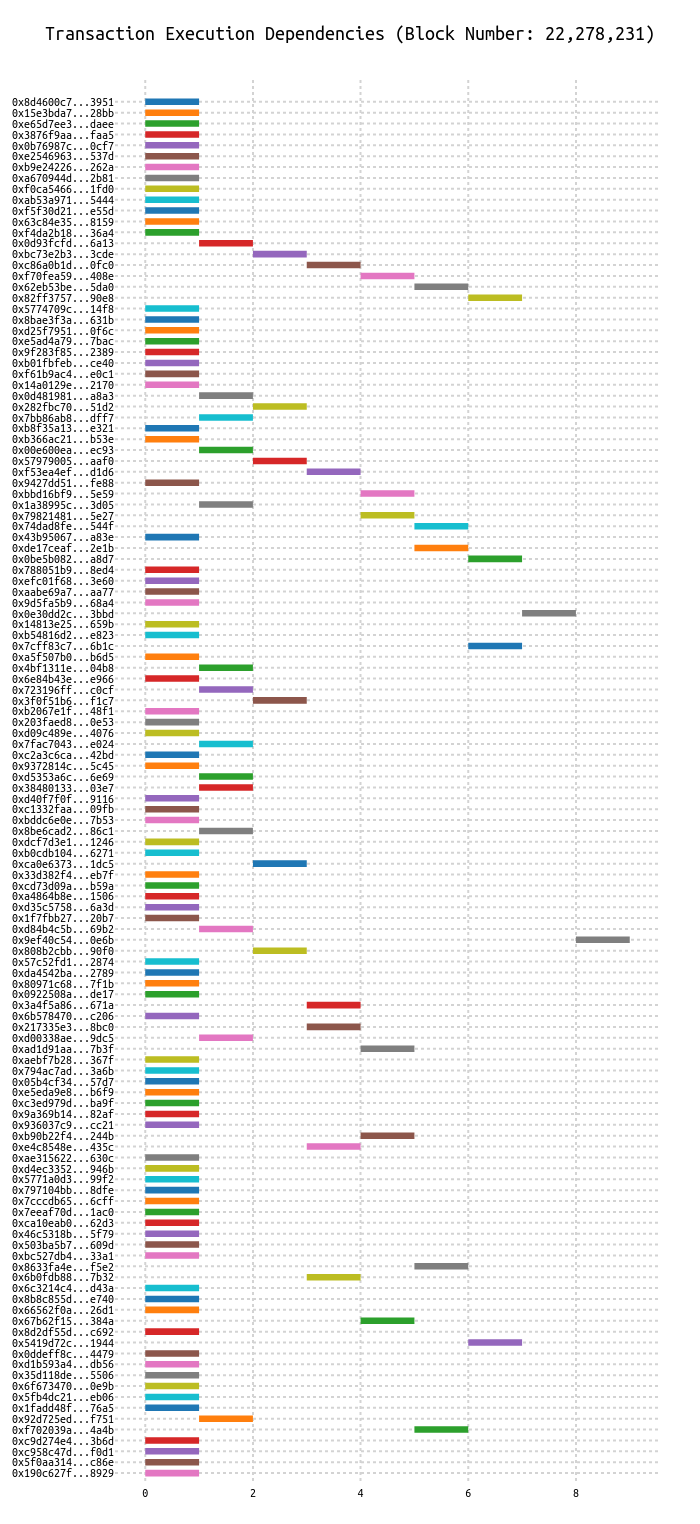 Transaction Execution Dependencies (Block Number: 22,278,231)
0x8d4600c7...3951
0x15e3bda7...28bb
0xe65d7ee3...daee
0x3876f9aa...faa5
0x0b76987c...0cf7
0xe2546963...537d
0xb9e24226...262a
0xa670944d...2b81
0xf0ca5466...1fd0
0xab53a971...5444
0xf5f30d21...e55d
0x63c84e35...8159
0xf4da2b18...36a4
0x0d93fcfd...6a13
0xbc73e2b3...3cde
0xc86a0b1d...0fc0
0xf70fea59...408e
0x62eb53be...5da0
0x82ff3757...90e8
0x5774709c...14f8
0x8bae3f3a...631b
0xd25f7951...0f6c
0xe5ad4a79...7bac
0x9f283f85...2389
0xb01fbfeb...ce40
0xf61b9ac4...e0c1
0x14a0129e...2170
0x0d481981...a8a3
0x282fbc70...51d2
0x7bb86ab8...dff7
0xb8f35a13...e321
0xb366ac21...b53e
0x00e600ea...ec93
0x57979005...aaf0
0xf53ea4ef...d1d6
0x9427dd51...fe88
0xbbd16bf9...5e59
0x1a38995c...3d05
0x79821481...5e27
0x74dad8fe...544f
0x43b95067...a83e
0xde17ceaf...2e1b
0x0be5b082...a8d7
0x788051b9...8ed4
0xefc01f68...3e60
0xaabe69a7...aa77
0x9d5fa5b9...68a4
0x0e30dd2c...3bbd
0x14813e25...659b
0xb54816d2...e823
0x7cff83c7...6b1c
0xa5f507b0...b6d5
0x4bf1311e...04b8
0x6e84b43e...e966
0x723196ff...c0cf
0x3f0f51b6...f1c7
0xb2067e1f...48f1
0x203faed8...0e53
0xd09c489e...4076
0x7fac7043...e024
0xc2a3c6ca...42bd
0x9372814c...5c45
0xd5353a6c...6e69
0x38480133...03e7
0xd40f7f0f...9116
0xc1332faa...09fb
0xbddc6e0e...7b53
0x8be6cad2...86c1
0xdcf7d3e1...1246
0xb0cdb104...6271
0xca0e6373...1dc5
0x33d382f4...eb7f
0xcd73d09a...b59a
0xa4864b8e...1506
0xd35c5758...6a3d
0x1f7fbb27...20b7
0xd84b4c5b...69b2
0x9ef40c54...0e6b
0x808b2cbb...90f0
0x57c52fd1...2874
0xda4542ba...2789
0x80971c68...7f1b
0x0922508a...de17
0x3a4f5a86...671a
0x6b578470...c206
0x217335e3...8bc0
0xd00338ae...9dc5
0xad1d91aa...7b3f
0xaebf7b28...367f
0x794ac7ad...3a6b
0x05b4cf34...57d7
0xe5eda9e8...b6f9
0xc3ed979d...ba9f
0x9a369b14...82af
0x936037c9...cc21
0xb90b22f4...244b
0xe4c8548e...435c
0xae315622...630c
0xd4ec3352...946b
0x5771a0d3...99f2
0x797104bb...8dfe
0x7cccdb65...6cff
0x7eeaf70d...1ac0
0xca10eab0...62d3
0x46c5318b...5f79
0x503ba5b7...609d
0xbc527db4...33a1
0x8633fa4e...f5e2
0x6b0fdb88...7b32
0x6c3214c4...d43a
0x8b8c855d...e740
0x66562f0a...26d1
0x67b62f15...384a
0x8d2df55d...c692
0x5419d72c...1944
0x0ddeff8c...4479
0xd1b593a4...db56
0x35d118de...5506
0x6f673470...0e9b
0x5fb4dc21...eb06
0x1fadd48f...76a5
0x92d725ed...f751
0xf702039a...4a4b
0xc9d274e4...3b6d
0xc958c47d...f0d1
0x5f0aa314...c86e
0x190c627f...8929
0 2 4 6 8